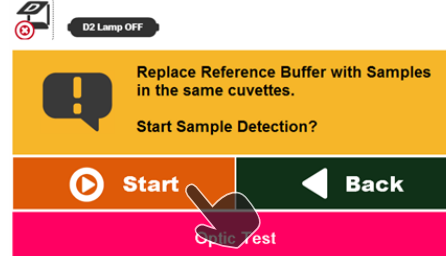 D2 Lamp OFF
Replace Reference Buffer with Samples
in the same cuvettes.
Start Sample Detection?
Start
Back
Optic Test